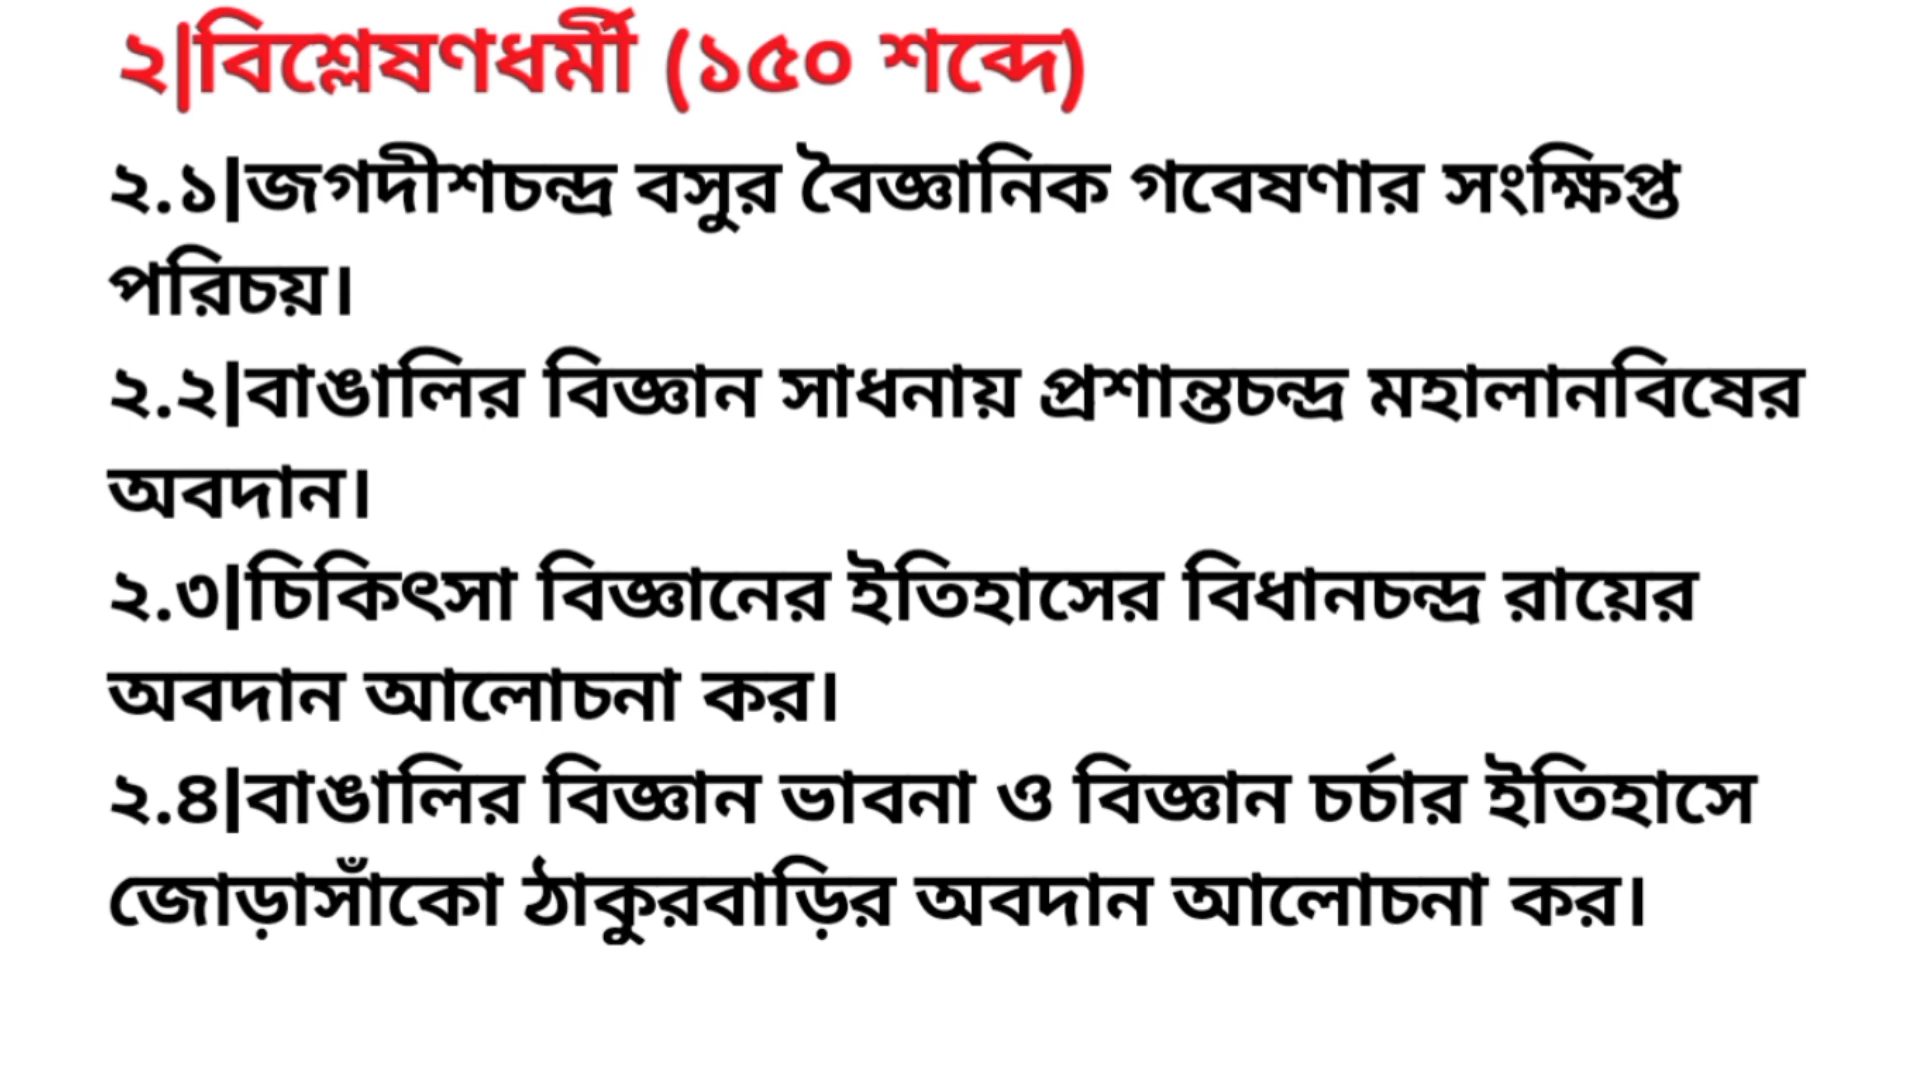 ২|বিশ্লেষণধর্মী (১৫০ শব্দে)
২.১|জগদীশচন্দ্র বসুর বৈজ্ঞানিক গবেষণার সংক্ষিপ্ত
পরিচয়।
২.২|বাঙালির বিজ্ঞান সাধনায় প্রশান্তচন্দ্র মহালানবিষের
অবদান।
২.৩|চিকিৎসা বিজ্ঞানের ইতিহাসের বিধানচন্দ্র রায়ের
অবদান আলোচনা কর।
২.৪|বাঙালির বিজ্ঞান ভাবনা ও বিজ্ঞান চর্চার ইতিহাসে
জোড়াসাঁকো ঠাকুরবাড়ির অবদান আলোচনা কর।